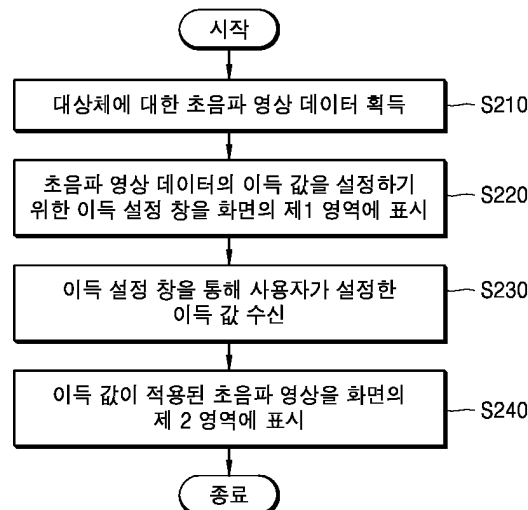 시작
대상체에 대한 초음파 영상 데이터 획득
S210
초음파 영상 데이터의 이득 값을 설정하기
위한 이득 설정 창을 화면의 제1 영역에 표시
S220
이득 설정 창을 통해 사용자가 설정한
이득 값 수신
S230
이득 값이 적용된 초음파 영상을 화면의
제 2 영역에 표시
S240
종료